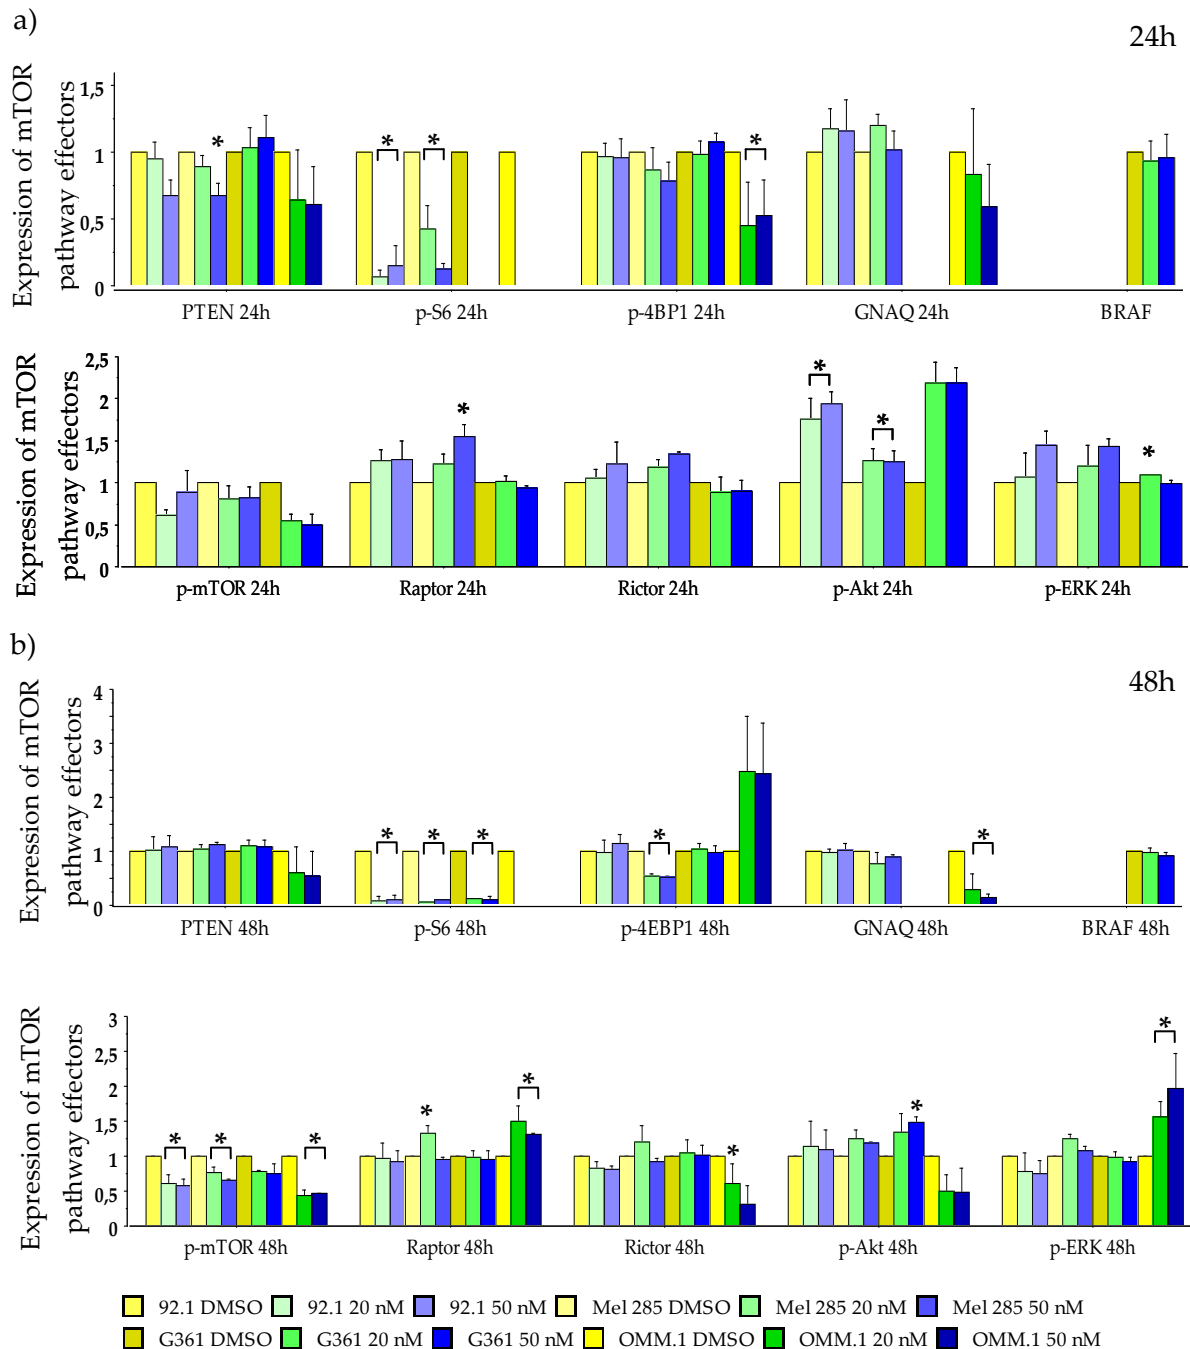 a)
24h
Expression of mTOR
pathway effectors
1,5
1
0,5
0
*
*
*
*
PTEN 24h
p-S6 24h
p-4BP1 24h
GNAQ 24h
BRAF
Expression of mTOR
pathway effectors
2,5
2
1,5
1
0,5
0
*
*
*
*
p-mTOR 24h
Raptor 24h
Rictor 24h
p-Akt 24h
p-ERK 24h
b)
48h
Expression of mTOR
pathway effectors
4
3
2
1
0
*
*
*
*
*
PTEN 48h
p-S6 48h
p-4EBP1 48h
GNAQ 48h
BRAF 48h
Expression of mTOR
pathway effectors
3
2,5
2
1,5
1
0,5
0
*
*
*
*
*
*
*
*
p-mTOR 48h
Raptor 48h
Rictor 48h
p-Akt 48h
p-ERK 48h
92.1 DMSO 92.1 20 nM 92.1 50 nM Mel 285 DMSO Mel 285 20 nM Mel 285 50 nM
G361 DMSO G361 20 nM G361 50 nM OMM.1 DMSO OMM.1 20 nM OMM.1 50 nM